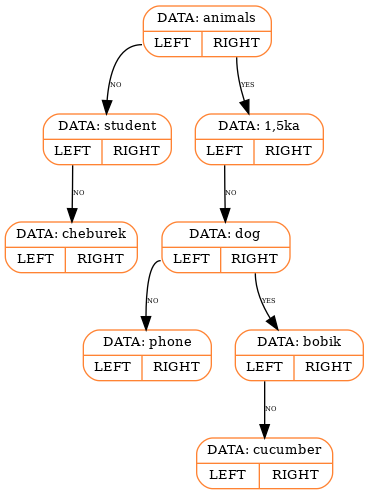 DATA: animals
LEFT RIGHT
NO YES
DATA: student DATA: 1,5ka
LEFT RIGHT LEFT RIGHT
NO NO
DATA: cheburek DATA: dog
LEFT RIGHT LEFT RIGHT
NO YES
DATA: phone DATA: bobik
LEFT RIGHT LEFT RIGHT
NO
DATA: cucumber
LEFT RIGHT